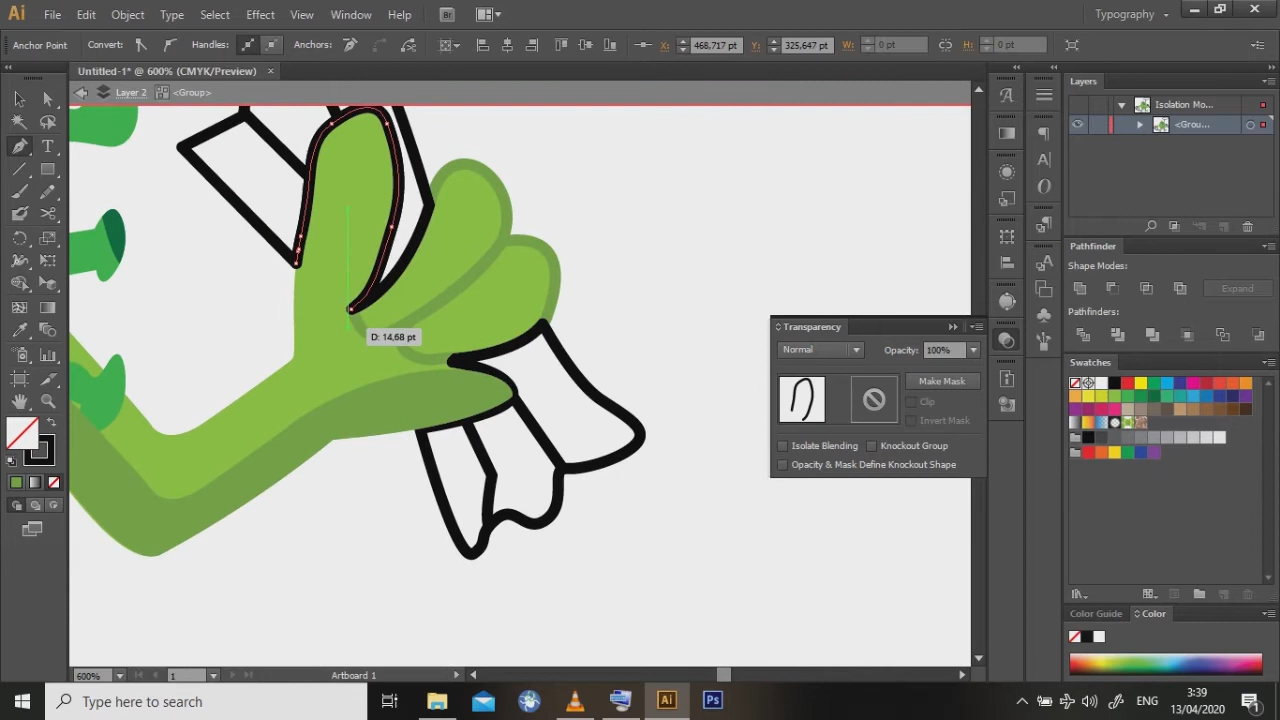 Ai File Edit Object Type Select Effect View Window Help Br Typography
Anchor Point Convert: Handles: Anchors: X: 468,717 pt Y: 325,647 pt W: 0 pt H: 0 pt
Untitled-1* @ 600% (CMYK/Preview)
Layer 2 <Group>
Layers
Isolation Mo...
<Grou...
Pathfinder
Shape Modes:
Expand
Pathfinders:
D: 14,68 pt
Transparency
Normal Opacity: 100%
Make Mask
Clip
Invert Mask
Isolate Blending Knockout Group
Opacity & Mask Define Knockout Shape
Swatches
Color Guide Color
600% 1 Artboard 1
Type here to search Ai Ps ENG 3:39
13/04/2020